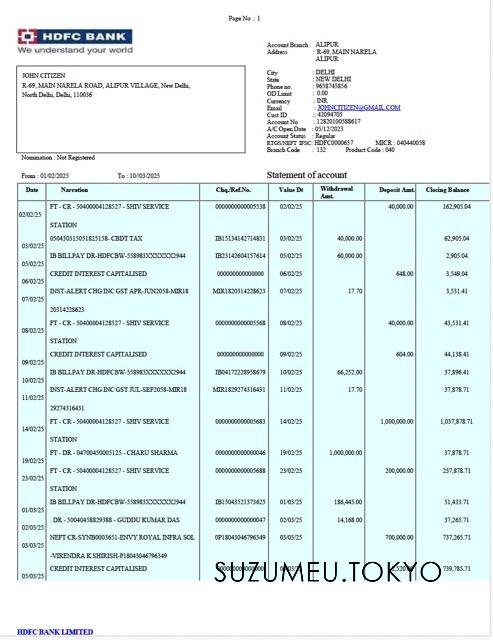 Page No .: 1
HDFC BANK
We understand your world
Account Branch : ALIPUR
Address : R-69, MAIN NARELA
ALIPUR
JOHN CITIZEN
R-69, MAIN NARELA ROAD, ALIPUR VILLAGE, New Delhi,
North Delhi, Delhi, 110036
City : DELHI
State : NEW DELHI
Phone no. : 9658745856
OD Limit : 0.00
Currency : INR
Email : JOHNCITIZEN@GMAIL.COM
Cust ID : 42094705
Account No : 12820100588617
A/C Open Date : 05/12/2023
Account Status : Regular
RTGS/NEFT IFSC: HDFC0000657 MICR : 040440058
Branch Code : 132 Product Code : 040
Nomination : Not Registered
From : 01/02/2025 To : 10/03/2025 Statement of account
Date Narration Chq./Ref.No. Value Dt Withdrawal Amt. Deposit Amt. Closing Balance
02/02/25 FT - CR - 50400004128527 - SHIV SERVICE 0000000000005538 02/02/25 40,000.00 162,905.04
STATION
03/02/25 050450315051825158- CBDT TAX IB15134142714831 03/02/25 40,000.00 62,905.04
05/02/25 IB BILLPAY DR-HDFCBW-558983XXXXXX2944 IB23142604157614 05/02/25 60,000.00 2,905.04
06/02/25 CREDIT INTEREST CAPITALISED 000000000000000 06/02/25 648.00 3,549.04
07/02/25 INST-ALERT CHG INC GST APR-JUN2058-MIR18 MIR1820314228623 07/02/25 17.70 3,531.41
20314228623
08/02/25 FT - CR - 50400004128527 - SHIV SERVICE 0000000000005568 08/02/25 40,000.00 43,531.41
STATION
09/02/25 CREDIT INTEREST CAPITALISED 000000000000000 09/02/25 604.00 44,138.41
10/02/25 IB BILLPAY DR-HDFCBW-558983XXXXXX2944 IB04172228958679 10/02/25 66,252.00 37,896.41
11/02/25 INST-ALERT CHG INC GST JUL-SEP2058-MIR18 MIR1829274316431 11/02/25 17.70 37,878.71
29274316431
14/02/25 FT - CR - 50400004128527 - SHIV SERVICE 0000000000005683 14/02/25 1,000,000.00 1,037,878.71
STATION
19/02/25 FT - DR - 04700450005125 - CHARU SHARMA 0000000000000046 19/02/25 1,000,000.00 37,878.71
23/02/25 FT - CR - 50400004128527 - SHIV SERVICE 0000000000005688 23/02/25 200,000.00 237,878.71
STATION
01/03/25 IB BILLPAY DR-HDFCBW-558983XXXXXX2944 IB15043521373625 01/03/25 186,445.00 51,433.71
02/03/25 . DR - 50040458829388 - GUDDU KUMAR DAS 0000000000000047 02/03/25 14,168.00 37,265.71
03/03/25 NEFT CR-SYNB0003651-ENVY ROYAL INFRA SOL 0P18043046796349 03/03/25 700,000.00 737,265.71
-VIRENDRA K SHIRISH-P18043046796349
05/03/25 CREDIT INTEREST CAPITALISED 739,785.71
SUZUMEU.TOKYO
HDFC BANK LIMITED